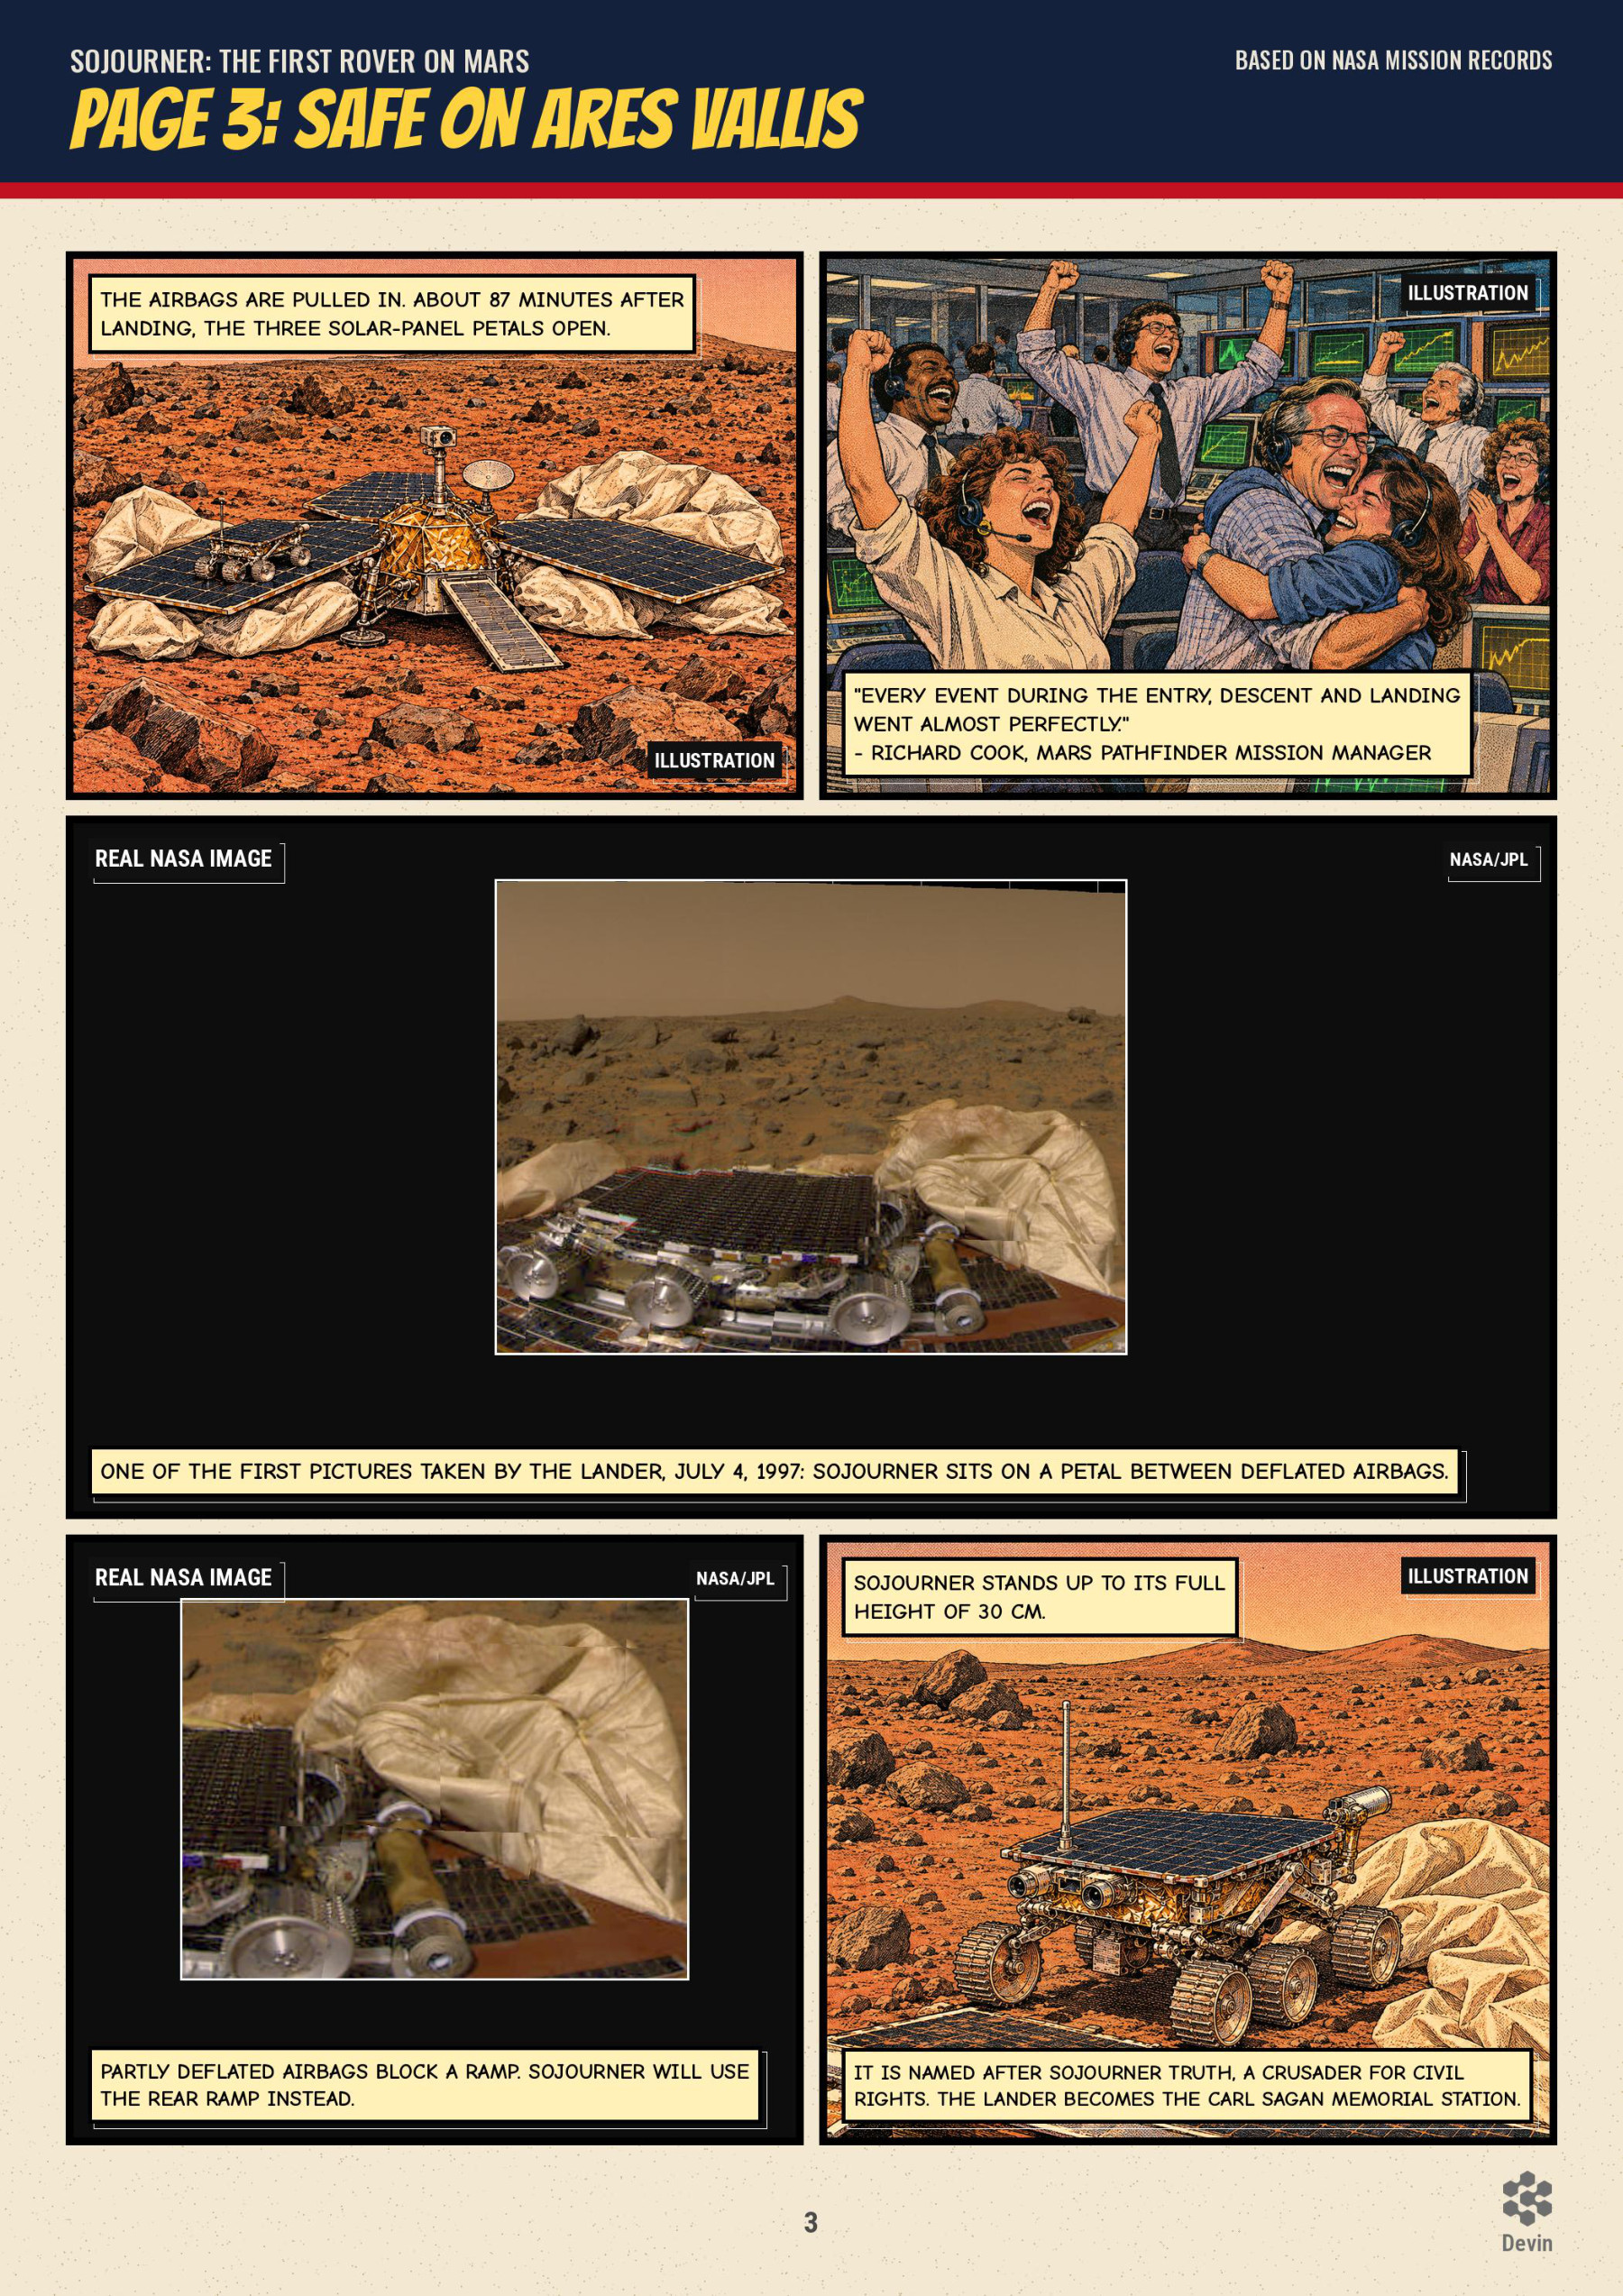 SOJOURNER: THE FIRST ROVER ON MARS
BASED ON NASA MISSION RECORDS
PAGE 3: SAFE ON ARES VALLIS
THE AIRBAGS ARE PULLED IN. ABOUT 87 MINUTES AFTER
LANDING, THE THREE SOLAR-PANEL PETALS OPEN.
ILLUSTRATION
ILLUSTRATION
"EVERY EVENT DURING THE ENTRY, DESCENT AND LANDING
WENT ALMOST PERFECTLY."
- RICHARD COOK, MARS PATHFINDER MISSION MANAGER
REAL NASA IMAGE
NASA/JPL
ONE OF THE FIRST PICTURES TAKEN BY THE LANDER, JULY 4, 1997: SOJOURNER SITS ON A PETAL BETWEEN DEFLATED AIRBAGS.
REAL NASA IMAGE
NASA/JPL
PARTLY DEFLATED AIRBAGS BLOCK A RAMP. SOJOURNER WILL USE
THE REAR RAMP INSTEAD.
SOJOURNER STANDS UP TO ITS FULL
HEIGHT OF 30 CM.
ILLUSTRATION
IT IS NAMED AFTER SOJOURNER TRUTH, A CRUSADER FOR CIVIL
RIGHTS. THE LANDER BECOMES THE CARL SAGAN MEMORIAL STATION.
3
Devin